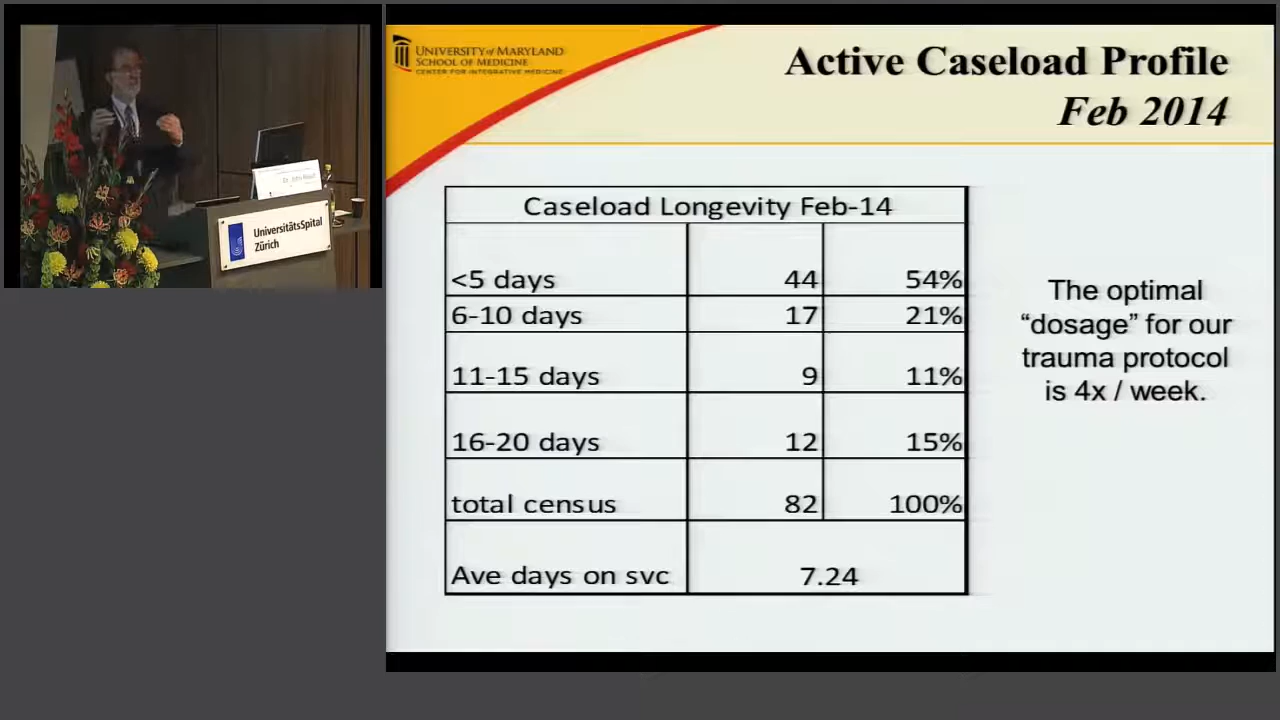 UNIVERSITY of MARYLAND
SCHOOL OF MEDICINE
CENTER FOR INTEGRATIVE MEDICINE
Active Caseload Profile
Feb 2014
Caseload Longevity Feb-14
<5 days 44 54%
6-10 days 17 21%
11-15 days 9 11%
16-20 days 12 15%
total census 82 100%
Ave days on svc 7.24
The optimal
“dosage” for our
trauma protocol
is 4x / week.
UniversitätsSpital
Zürich
Dr. John